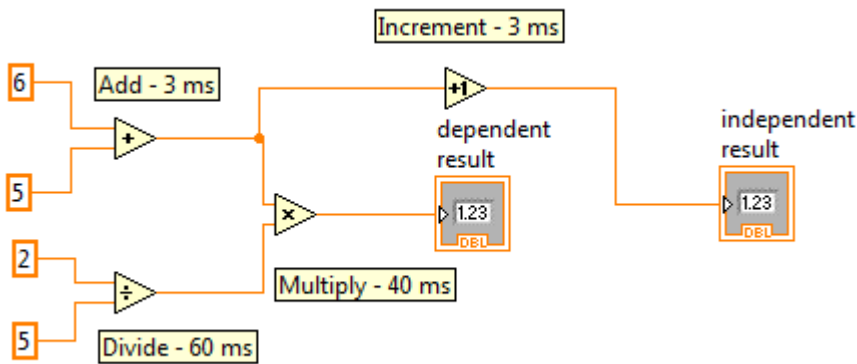 Increment - 3 ms
6
Add - 3 ms
+1
+
dependent
result
independent
result
5
×
1.23
DBL
1.23
DBL
2
÷
Multiply - 40 ms
5
Divide - 60 ms